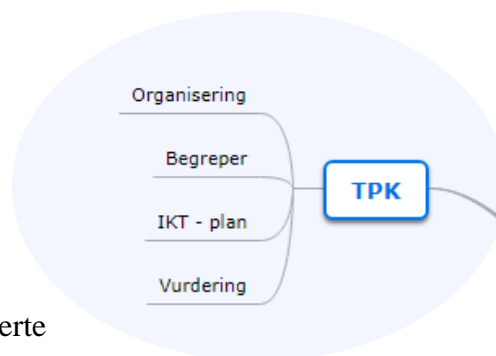 Organisering
Begreper
TPK
IKT - plan
Vurdering
erte